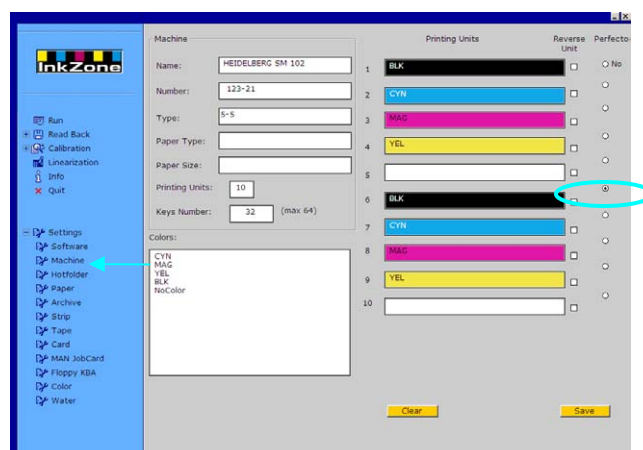 InkZone
Run
Read Back
Calibration
Linearization
Info
Quit
Settings
Software
Machine
Hotfolder
Paper
Archive
Strip
Tape
Card
MAN JobCard
Floppy KBA
Color
Water
Machine
Name: HEIDELBERG SM 102
Number: 123-21
Type: 5-5
Paper Type:
Paper Size:
Printing Units: 10
Keys Number: 32 (max 64)
Colors:
CYN
MAG
YEL
BLK
NoColor
Printing Units
Reverse Unit
Perfecto
1 BLK No
2 CYN
3 MAG
4 YEL
5
6 BLK
7 CYN
8 MAG
9 YEL
10
Clear
Save